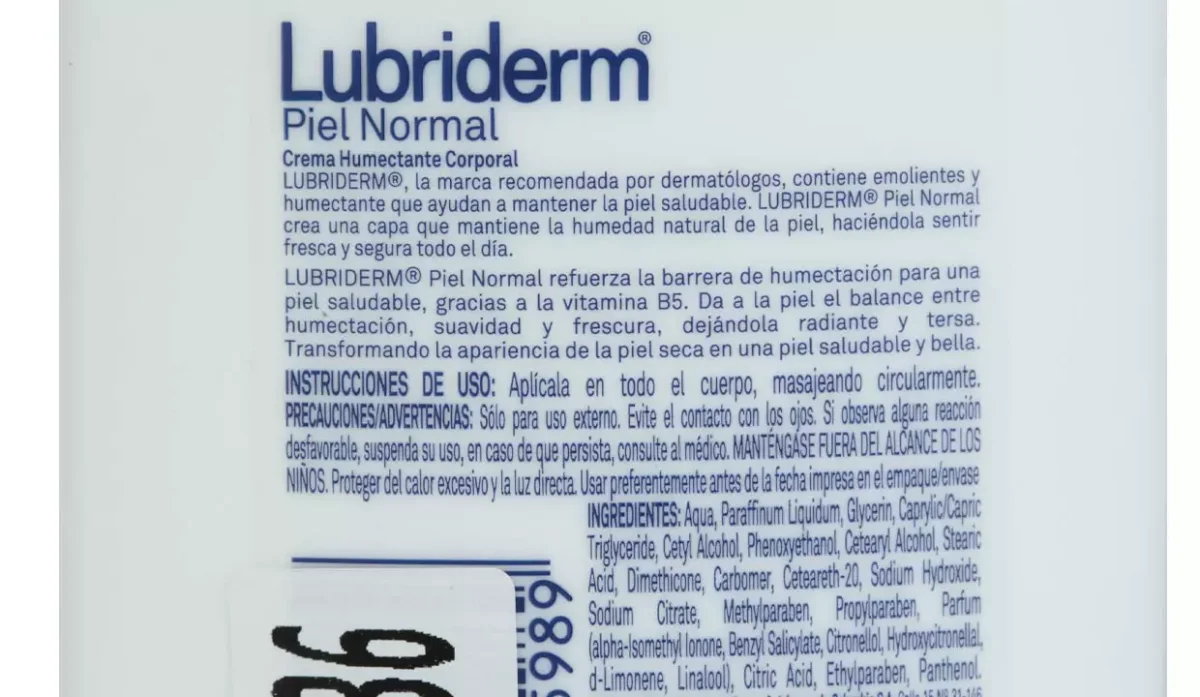 Lubriderm®
Piel Normal
Crema Humectante Corporal
LUBRIDERM®, la marca recomendada por dermatólogos, contiene emolientes y
humectante que ayudan a mantener la piel saludable. LUBRIDERM® Piel Normal
crea una capa que mantiene la humedad natural de la piel, haciéndola sentir
fresca y segura todo el día.
LUBRIDERM® Piel Normal refuerza la barrera de humectación para una
piel saludable, gracias a la vitamina B5. Da a la piel el balance entre
humectación, suavidad y frescura, dejándola radiante y tersa.
Transformando la apariencia de la piel seca en una piel saludable y bella.
INSTRUCCIONES DE USO: Aplícala en todo el cuerpo, masajeando circularmente.
PRECAUCIONES/ADVERTENCIAS: Sólo para uso externo. Evite el contacto con los ojos. Si observa alguna reacción
desfavorable, suspenda su uso, en caso de que persista, consulte al médico. MANTÉNGASE FUERA DEL ALCANCE DE LOS
NIÑOS. Proteger del calor excesivo y la luz directa. Usar preferentemente antes de la fecha impresa en el empaque/envase
INGREDIENTES: Aqua, Paraffinum Liquidum, Glycerin, Caprylic/Capric
Triglyceride, Cetyl Alcohol, Phenoxyethanol, Cetearyl Alcohol, Stearic
Acid, Dimethicone, Carbomer, Ceteareth-20, Sodium Hydroxide,
Sodium Citrate, Methylparaben, Propylparaben, Parfum
(alpha-Isomethyl Ionone, Benzyl Salicylate, Citronellol, Hydroxycitronellal,
d-Limonene, Linalool), Citric Acid, Ethylparaben, Panthenol.
989